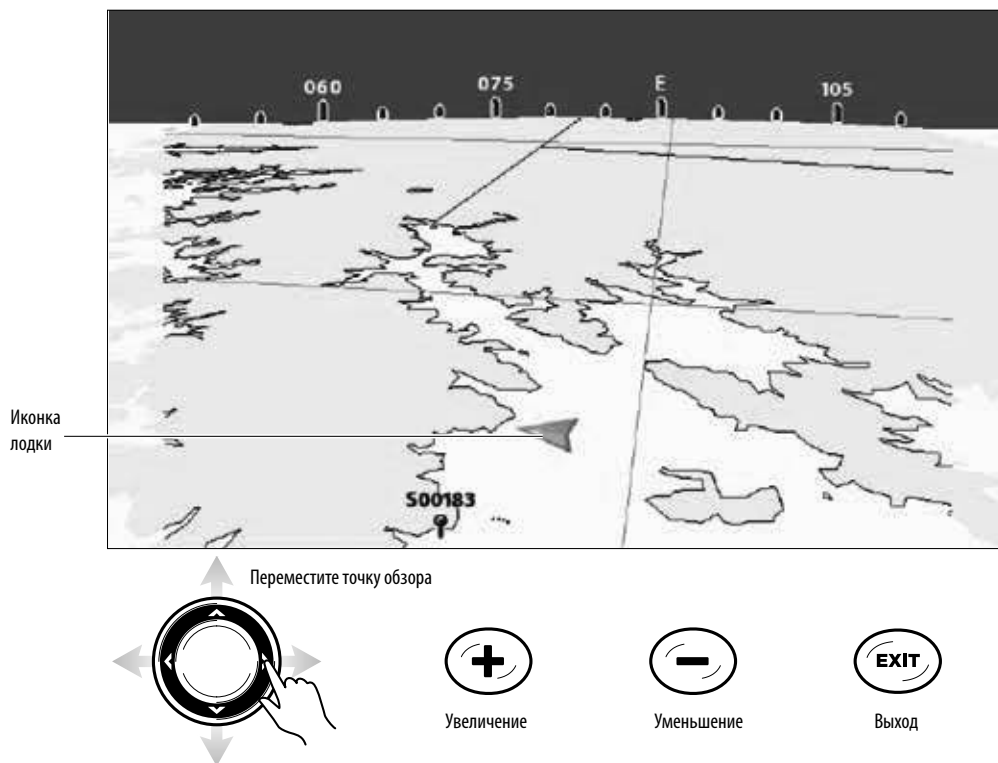 060 075 E 105
Иконка
лодки
S00183
Переместите точку обзора
EXIT
Увеличение Уменьшение Выход